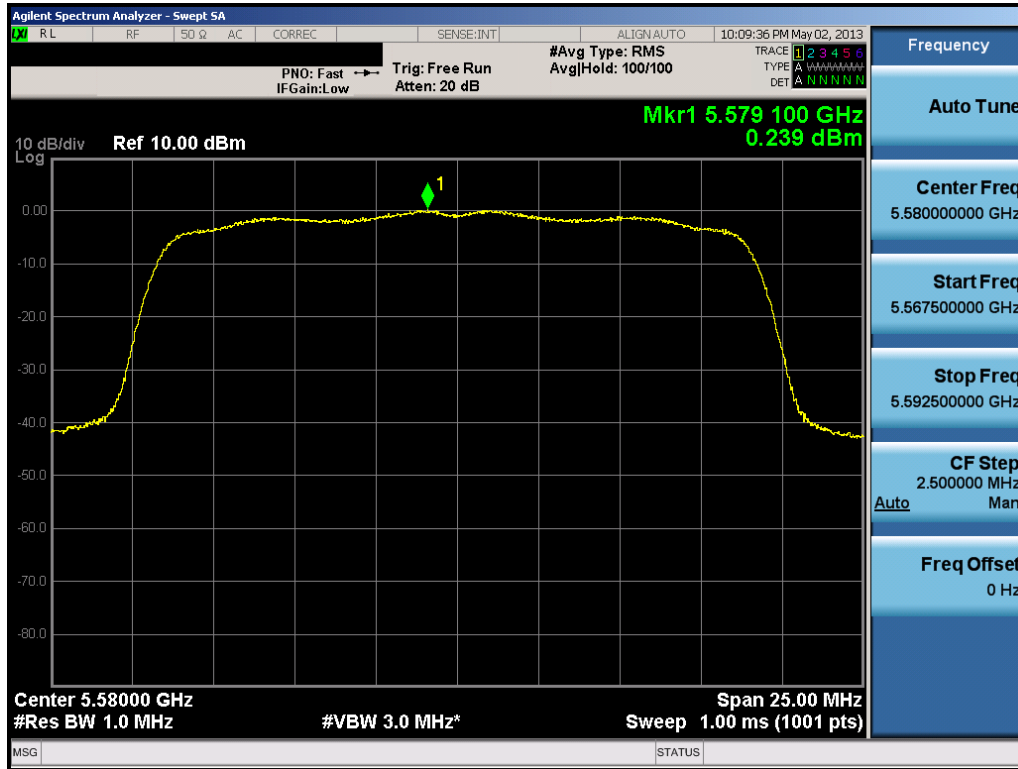 Agilent Spectrum Analyzer - Swept SA
LXI RL RF 50 Ω AC CORREC SENSE:INT ALIGNAUTO 10:09:36 PM May 02, 2013
PNO: Fast
IFGain:Low
Trig: Free Run
Atten: 20 dB
#Avg Type: RMS
Avg|Hold: 100/100
TRACE 1 2 3 4 5 6
TYPE A WWWWW
DET A N N N N N
Mkr1 5.579 100 GHz
0.239 dBm
10 dB/div Ref 10.00 dBm
Log
1
0.00
-10.0
-20.0
-30.0
-40.0
-50.0
-60.0
-70.0
-80.0
Center 5.58000 GHz Span 25.00 MHz
#Res BW 1.0 MHz #VBW 3.0 MHz* Sweep 1.00 ms (1001 pts)
MSG STATUS
Frequency
Auto Tune
Center Freq
5.580000000 GHz
Start Freq
5.567500000 GHz
Stop Freq
5.592500000 GHz
CF Step
2.500000 MHz
Auto Man
Freq Offset
0 Hz